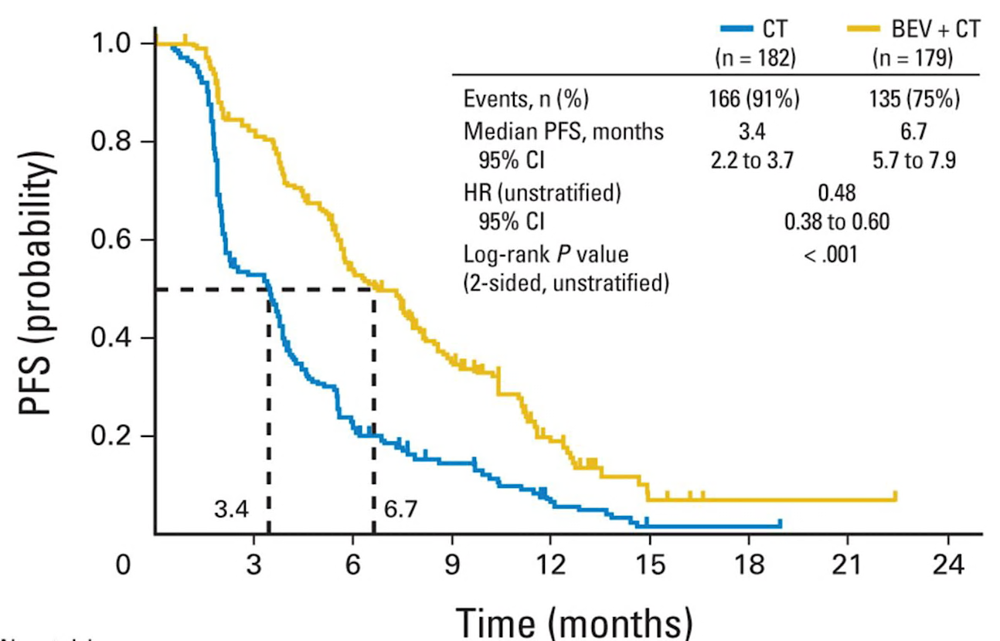 CT BEV + CT
(n = 182) (n = 179)
Events, n (%) 166 (91%) 135 (75%)
Median PFS, months 3.4 6.7
95% CI 2.2 to 3.7 5.7 to 7.9
HR (unstratified) 0.48
95% CI 0.38 to 0.60
Log-rank P value < .001
(2-sided, unstratified)
PFS (probability)
1.0
0.8
0.6
0.4
0.2
3.4 6.7
0 3 6 9 12 15 18 21 24
Time (months)